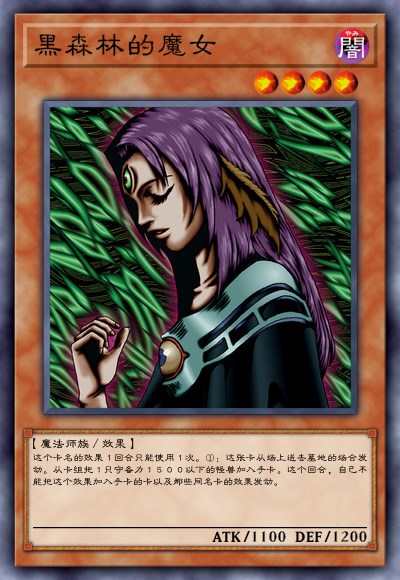 黑森林的魔女
やみ
闇
【魔法师族／效果】
这个卡名的效果１回合只能使用１次。①：这张卡从场上送去墓地的场合发
动。从卡组把１只守备力１５００以下的怪兽加入手卡。这个回合，自己不
能把这个效果加入手卡的卡以及那些同名卡的效果发动。
ATK/1100 DEF/1200